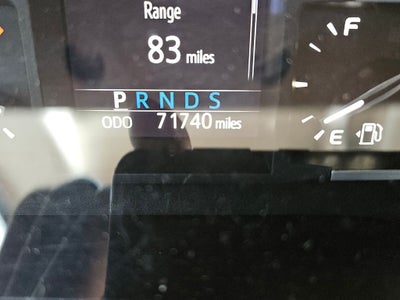 Range
83 miles
F
P R N D S
ODO 71740 miles
E